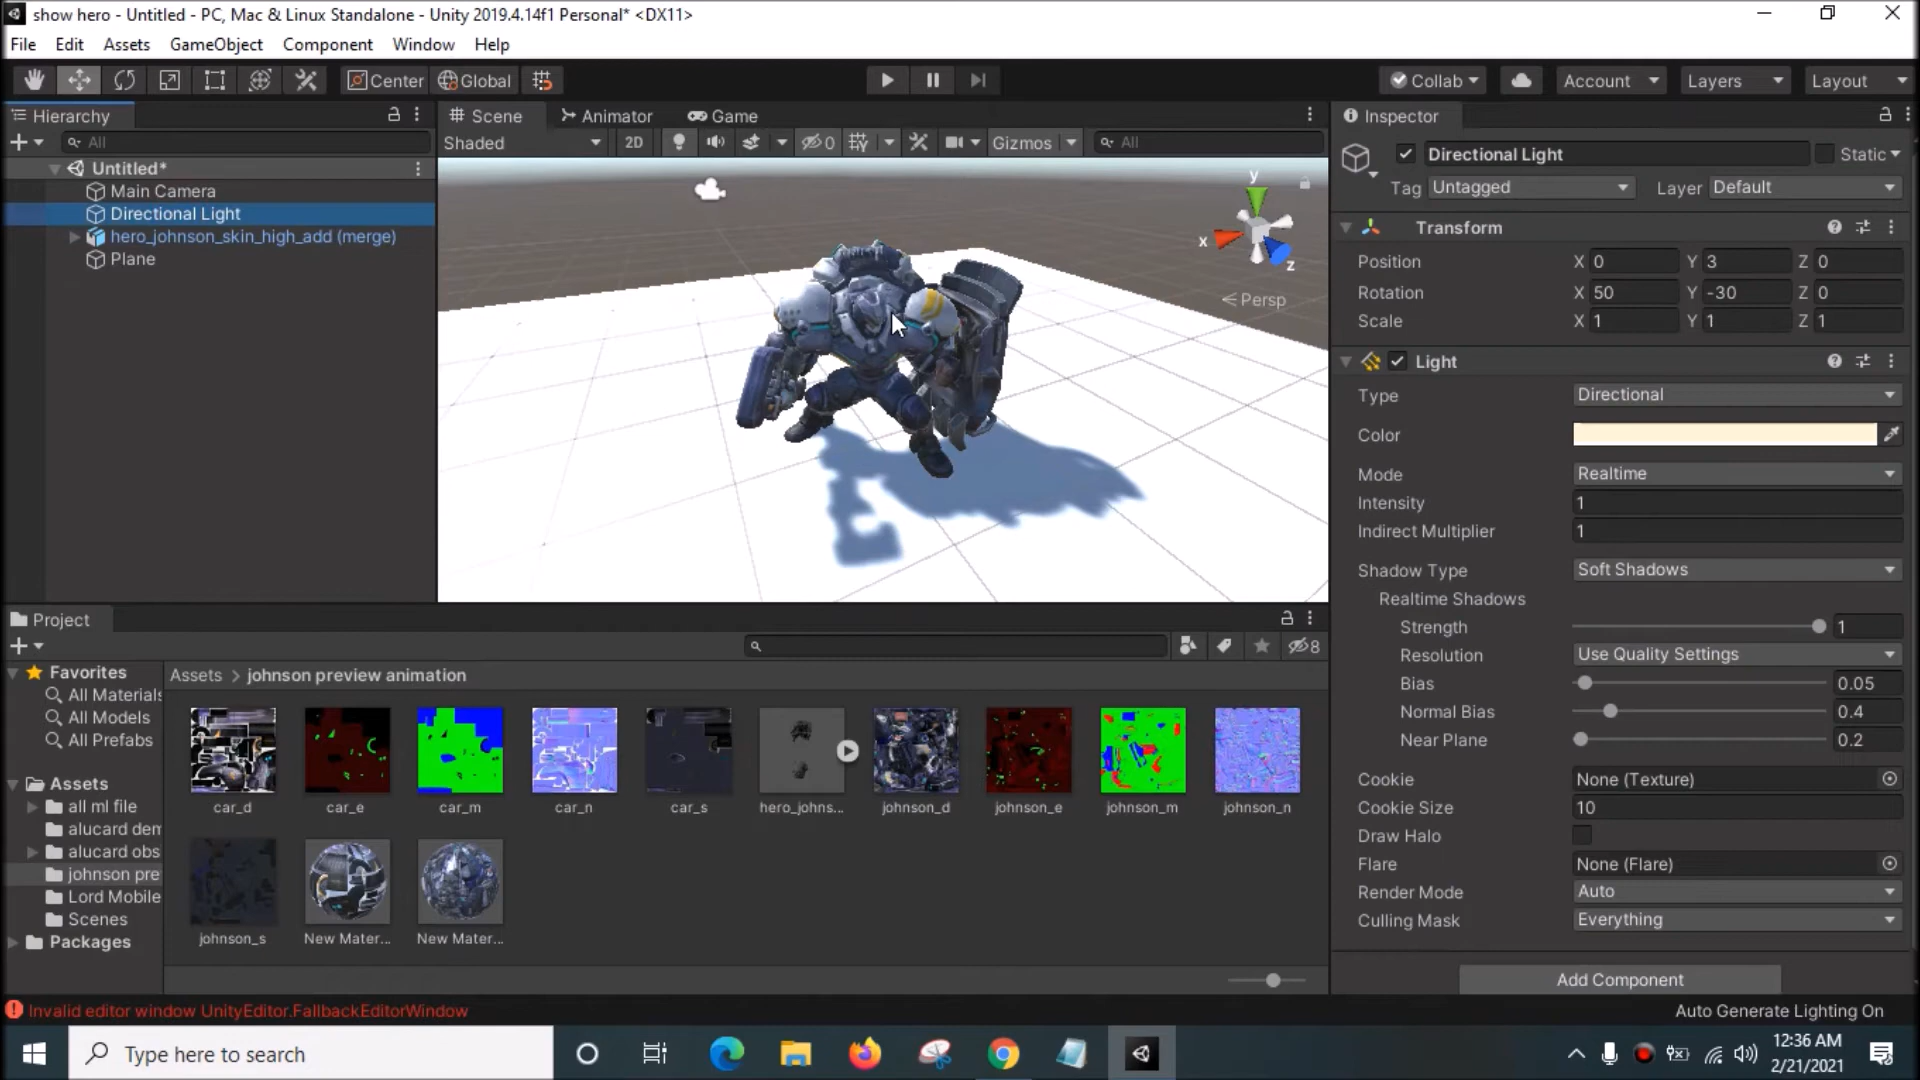 show hero - Untitled - PC, Mac & Linux Standalone - Unity 2019.4.14f1 Personal* <DX11>
File Edit Assets GameObject Component Window Help
Center Global Collab Account Layers Layout
Hierarchy
All
Untitled*
Main Camera
Directional Light
hero_johnson_skin_high_add (merge)
Plane
Scene Animator Game
Shaded 2D 0 Gizmos All
y
x
z
Persp
Inspector
Directional Light Static
Tag Untagged Layer Default
Transform
Position X 0 Y 3 Z 0
Rotation X 50 Y -30 Z 0
Scale X 1 Y 1 Z 1
Light
Type Directional
Color
Mode Realtime
Intensity 1
Indirect Multiplier 1
Shadow Type Soft Shadows
Realtime Shadows
Strength 1
Resolution Use Quality Settings
Bias 0.05
Normal Bias 0.4
Near Plane 0.2
Cookie None (Texture)
Cookie Size 10
Draw Halo
Flare None (Flare)
Render Mode Auto
Culling Mask Everything
Add Component
Project
8
Favorites
All Materials
All Models
All Prefabs
Assets
all ml file
alucard dem
alucard obs
johnson pre
Lord Mobile
Scenes
Packages
Assets > johnson preview animation
car_d car_e car_m car_n car_s hero_johns... johnson_d johnson_e johnson_m johnson_n
johnson_s New Mater... New Mater...
Invalid editor window UnityEditor.FallbackEditorWindow
Auto Generate Lighting On
Type here to search
12:36 AM
2/21/2021